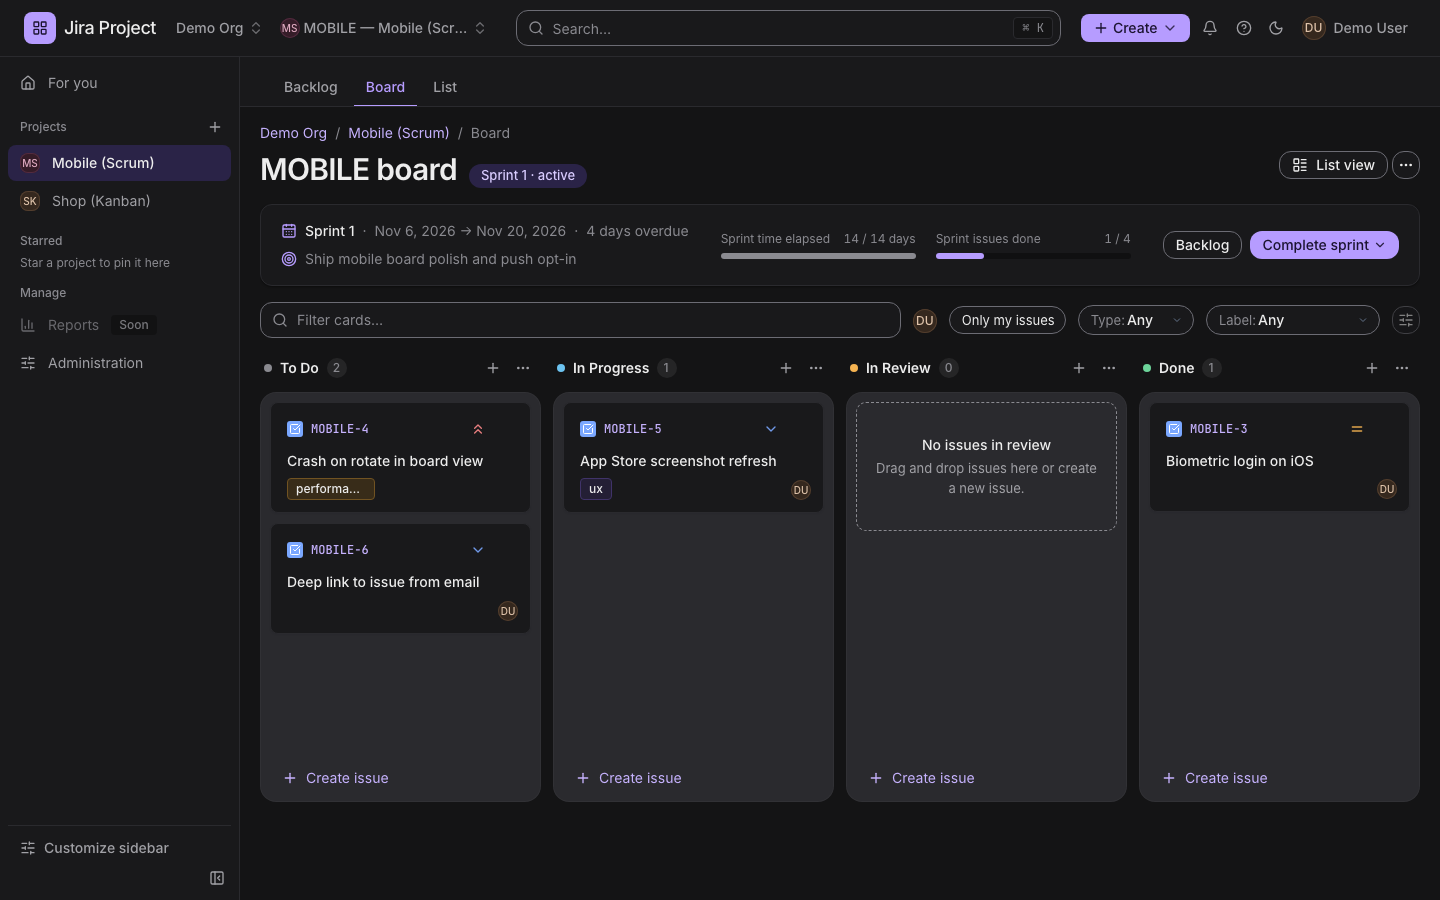 Jira Project
Demo Org
MS MOBILE — Mobile (Scr...
Search...
⌘ K
+ Create
DU Demo User
For you
Projects
MS Mobile (Scrum)
SK Shop (Kanban)
Starred
Star a project to pin it here
Manage
Reports Soon
Administration
Customize sidebar
Backlog Board List
Demo Org / Mobile (Scrum) / Board
MOBILE board
Sprint 1 · active
List view
Sprint 1 · Nov 6, 2026 → Nov 20, 2026 · 4 days overdue
Ship mobile board polish and push opt-in
Sprint time elapsed 14 / 14 days
Sprint issues done 1 / 4
Backlog
Complete sprint
Filter cards...
DU
Only my issues
Type: Any
Label: Any
To Do 2
MOBILE-4
Crash on rotate in board view
performa...
MOBILE-6
Deep link to issue from email
DU
+ Create issue
In Progress 1
MOBILE-5
App Store screenshot refresh
ux
DU
+ Create issue
In Review 0
No issues in review
Drag and drop issues here or create
a new issue.
+ Create issue
Done 1
MOBILE-3
Biometric login on iOS
DU
+ Create issue